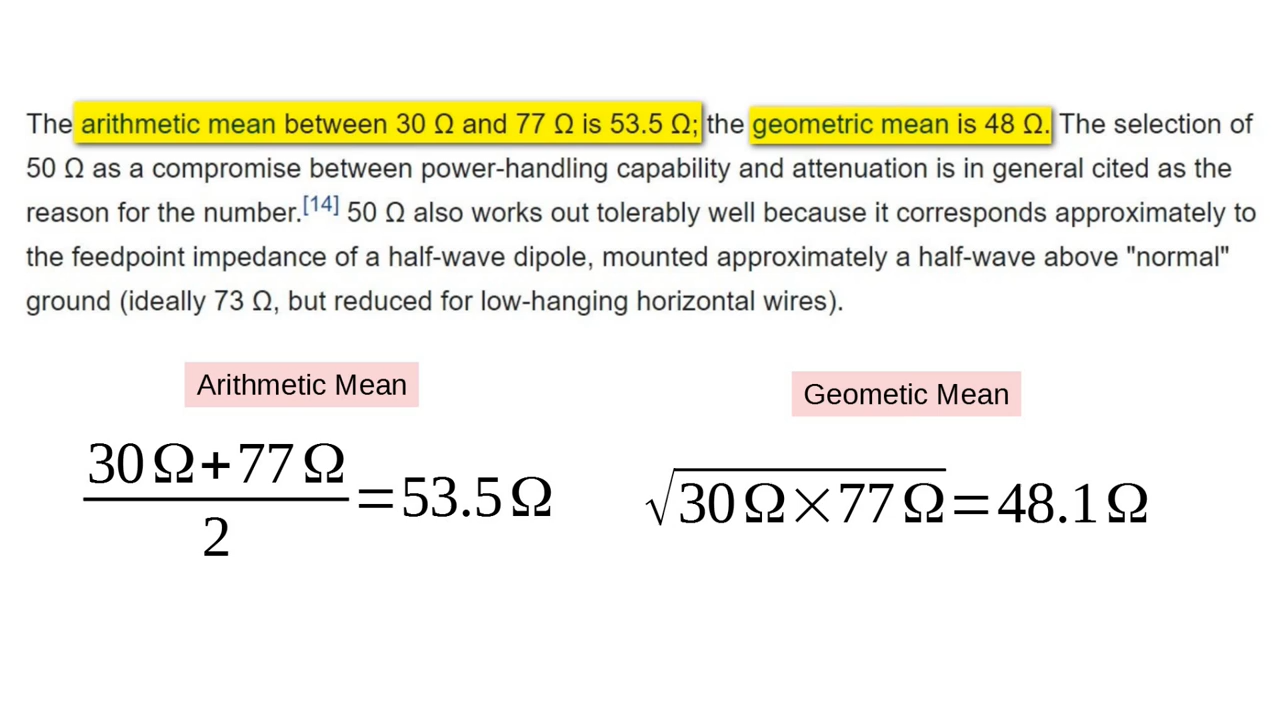 The arithmetic mean between 30 Ω and 77 Ω is 53.5 Ω; the geometric mean is 48 Ω. The selection of
50 Ω as a compromise between power-handling capability and attenuation is in general cited as the
reason for the number.[14] 50 Ω also works out tolerably well because it corresponds approximately to
the feedpoint impedance of a half-wave dipole, mounted approximately a half-wave above "normal"
ground (ideally 73 Ω, but reduced for low-hanging horizontal wires).
Arithmetic Mean
30 Ω+77 Ω
2
=53.5 Ω
Geometic Mean
√30 Ω×77 Ω=48.1 Ω